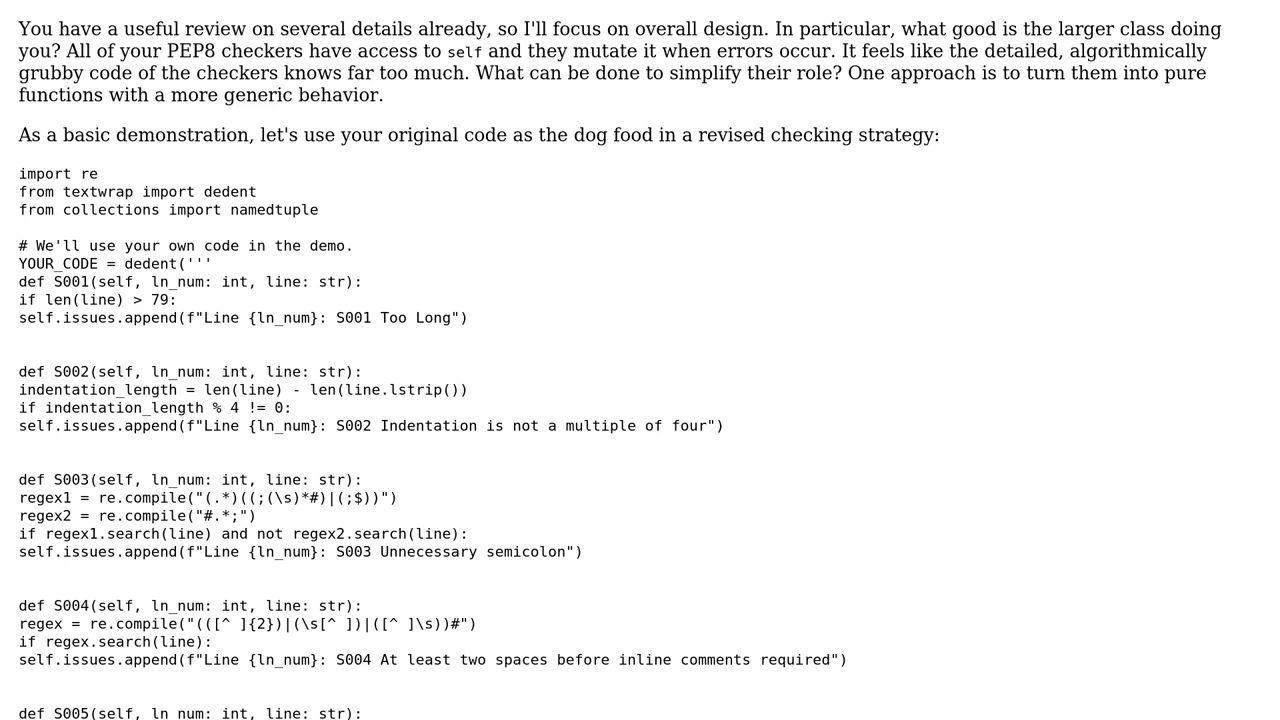 You have a useful review on several details already, so I'll focus on overall design. In particular, what good is the larger class doing
you? All of your PEP8 checkers have access to self and they mutate it when errors occur. It feels like the detailed, algorithmically
grubby code of the checkers knows far too much. What can be done to simplify their role? One approach is to turn them into pure
functions with a more generic behavior.
As a basic demonstration, let's use your original code as the dog food in a revised checking strategy:
import re
from textwrap import dedent
from collections import namedtuple
# We'll use your own code in the demo.
YOUR_CODE = dedent('''
def S001(self, ln_num: int, line: str):
if len(line) > 79:
self.issues.append(f"Line {ln_num}: S001 Too Long")
def S002(self, ln_num: int, line: str):
indentation_length = len(line) - len(line.lstrip())
if indentation_length % 4 != 0:
self.issues.append(f"Line {ln_num}: S002 Indentation is not a multiple of four")
def S003(self, ln_num: int, line: str):
regex1 = re.compile("(.*)((;(\s)*#)|(;$))")
regex2 = re.compile("#.*;")
if regex1.search(line) and not regex2.search(line):
self.issues.append(f"Line {ln_num}: S003 Unnecessary semicolon")
def S004(self, ln_num: int, line: str):
regex = re.compile("(([^ ]{2})|(\s[^ ])|([^ ]\s))#")
if regex.search(line):
self.issues.append(f"Line {ln_num}: S004 At least two spaces before inline comments required")
def S005(self, ln_num: int, line: str):